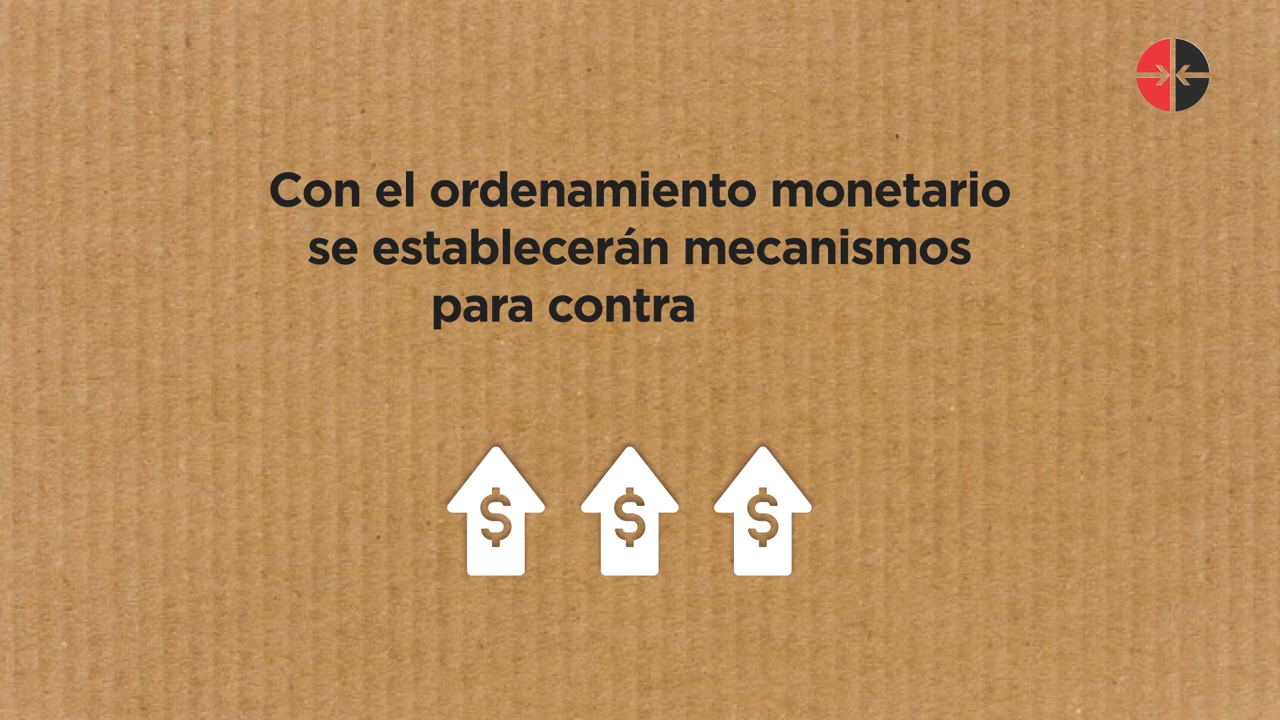 Con el ordenamiento monetario
se establecerán mecanismos
para contra
$ $ $